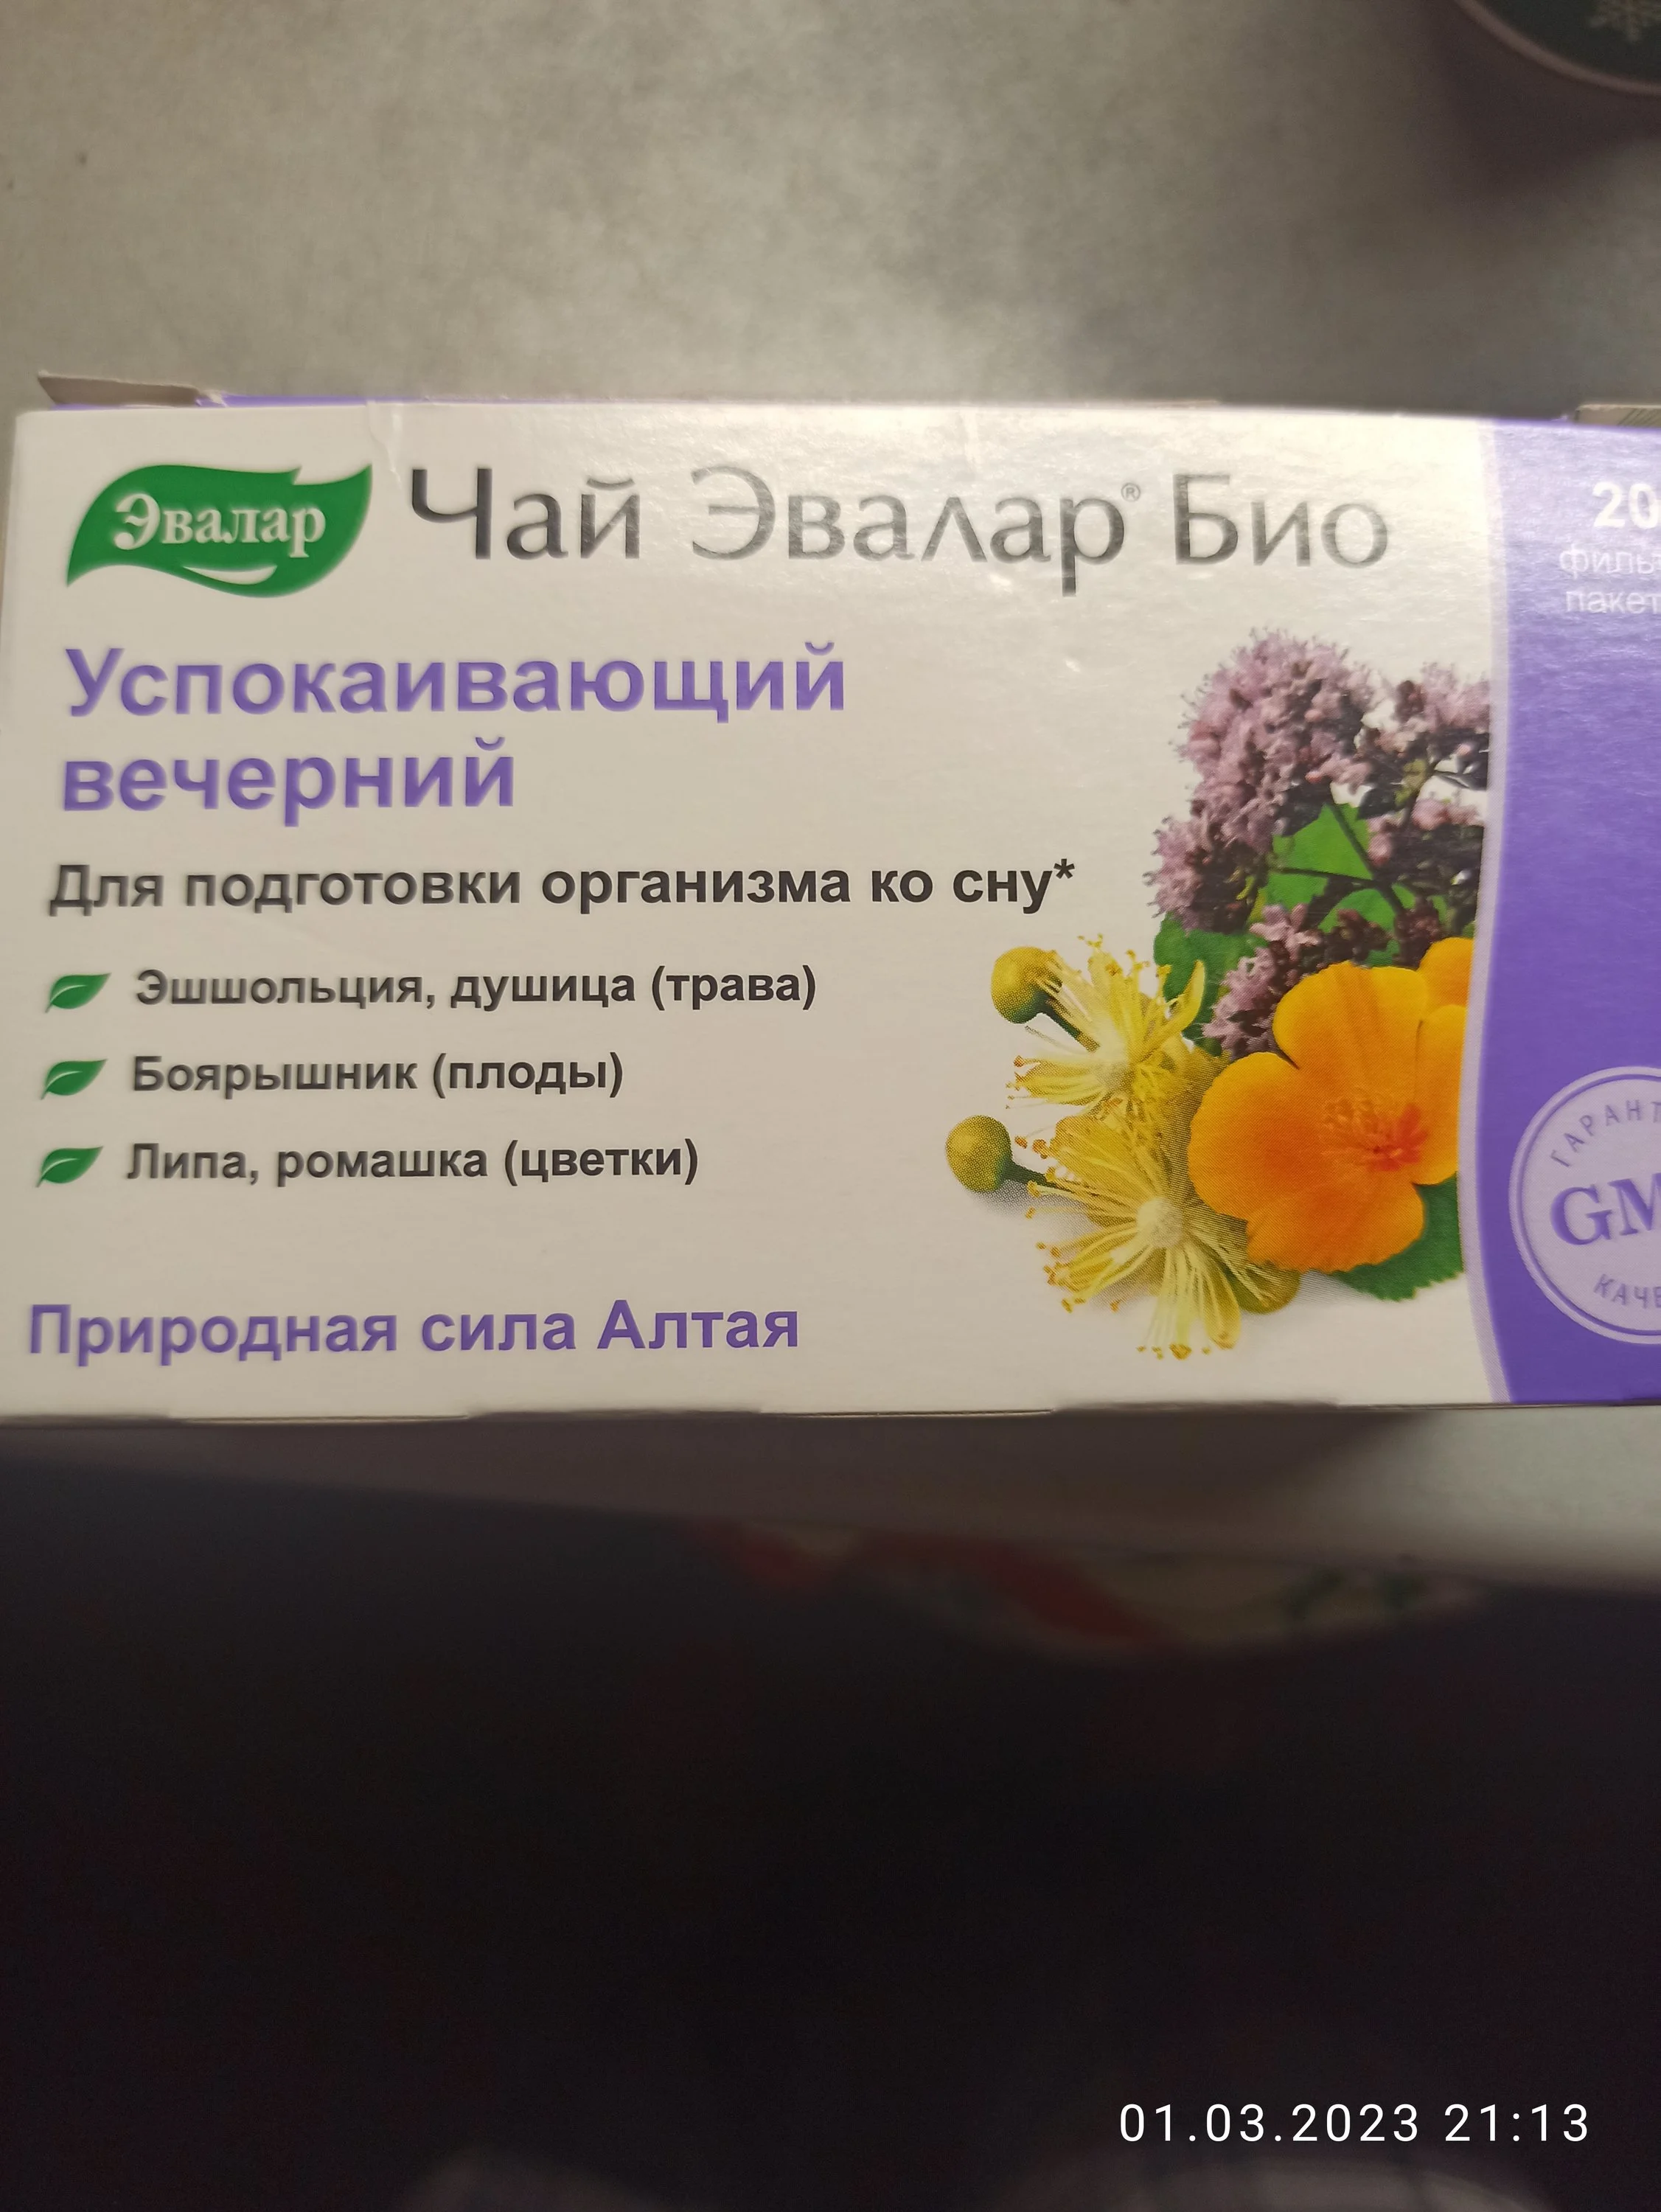 Эвалар
Чай Эвалар® Био
20
Успокаивающий
вечерний
Для подготовки организма ко сну*
Эшшольция, душица (трава)
Боярышник (плоды)
Липа, ромашка (цветки)
Природная сила Алтая
01.03.2023 21:13